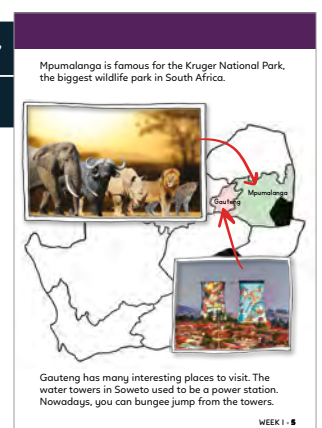 Mpumalanga is famous for the Kruger National Park,
the biggest wildlife park in South Africa.
Mpumalanga
Gauteng
Gauteng has many interesting places to visit. The
water towers in Soweto used to be a power station.
Nowadays, you can bungee jump from the towers.
WEEK 1 • 5